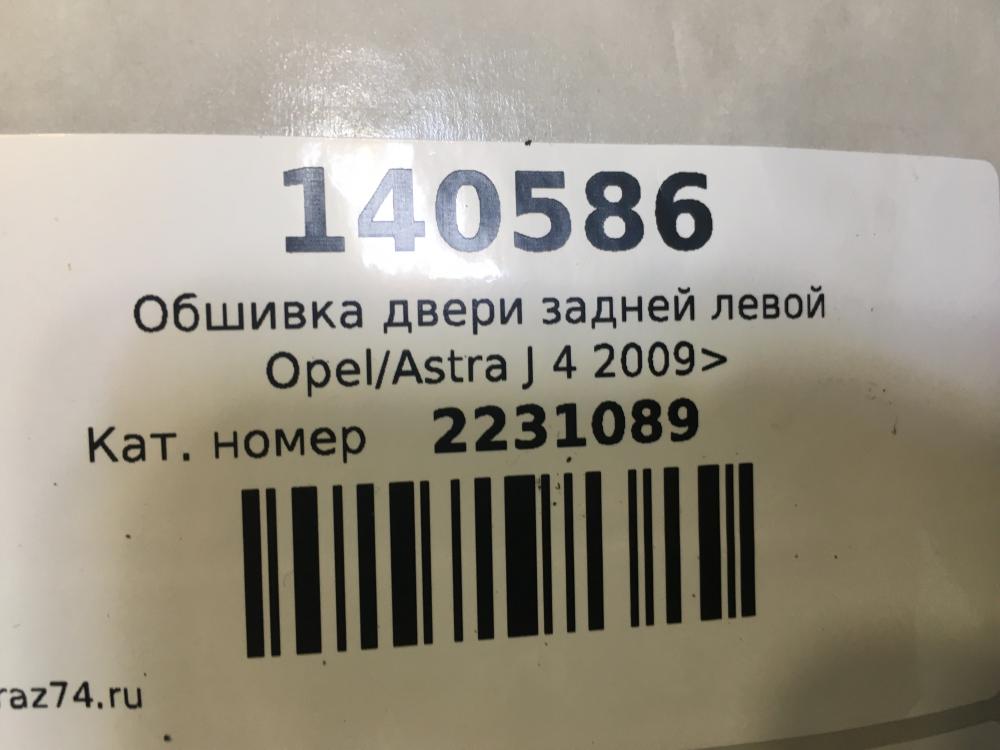 140586
Обшивка двери задней левой
Opel/Astra J 4 2009>
Кат. номер 2231089
raz74.ru